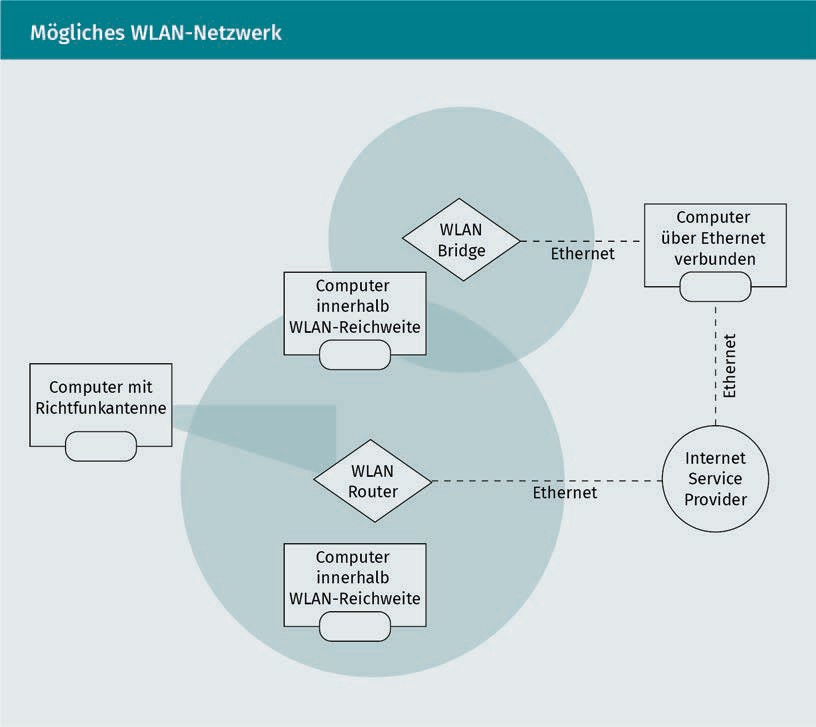 Mögliches WLAN-Netzwerk
WLAN
Bridge
Ethernet
Computer
über Ethernet
verbunden
Computer
innerhalb
WLAN-Reichweite
Ethernet
Computer mit
Richtfunkantenne
WLAN
Router
Ethernet
Internet
Service
Provider
Computer
innerhalb
WLAN-Reichweite